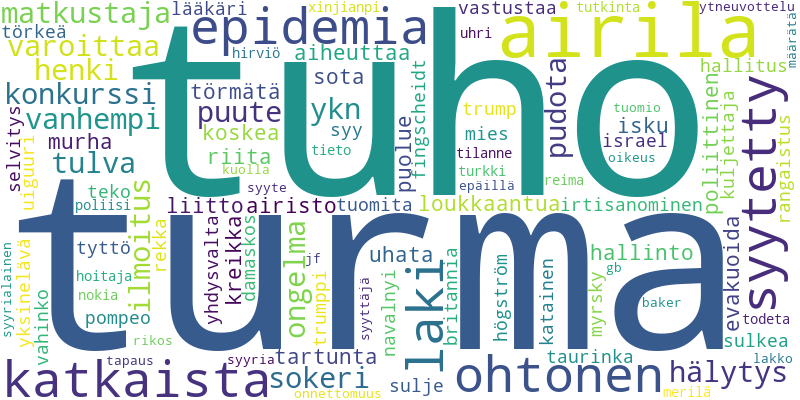 matkustaja lääkäri epidemia xinjianpi vastustaa tutkinta ytneuvottelu
törkeä uhri airila määrätä
varoittaa hirviö aiheuttaa
henki tuho hallitus
konkurssi törmätä sota fingscheidt pudota trump tuomio poliittinen kuljettaja
vanhempi puute ykn puolue mies isku
selvitys murha koskea syy tilanne israel rangaistus
uiguuri tulva riita tieto turkki oikeus syytetty
teko kuolla syyte epäillä reima
poliisi ilmoitus liitto airisto tuomita loukkaantua irtisanominen
turma
tyttö rekka yhdysvalta kreikka damaskos ongelma uhata laki britannia hallinto evakuoida
syyrialainen yksinelävä hoitaja ljf högström katainen gb
nokia trumppi syyttäjä navalnyi myrsky baker
vahinko pompeo todeta
rikos sulkea
katkaista tapaus syyria tartunta taurinka lakko
sokeri sulje ohtonen hälytys
onnettomuus merilä